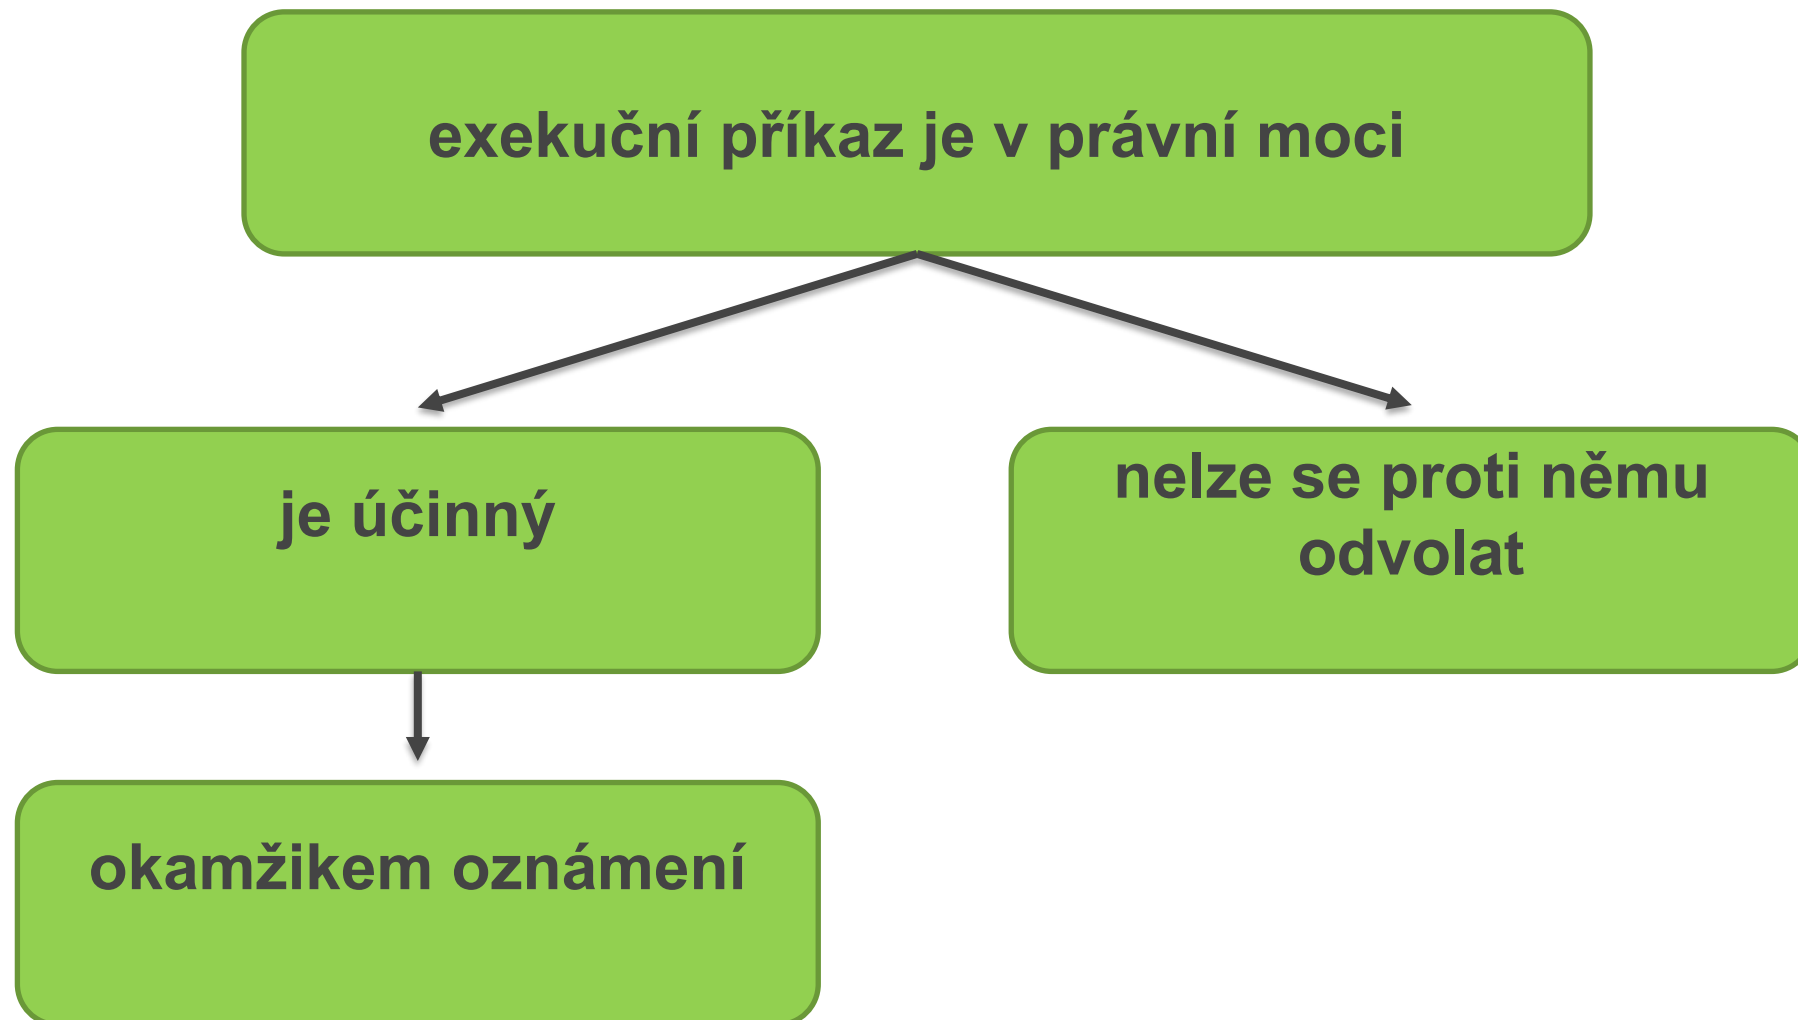 exekuční příkaz je v právní moci
je účinný
nelze se proti němu
odvolat
okamžikem oznámení